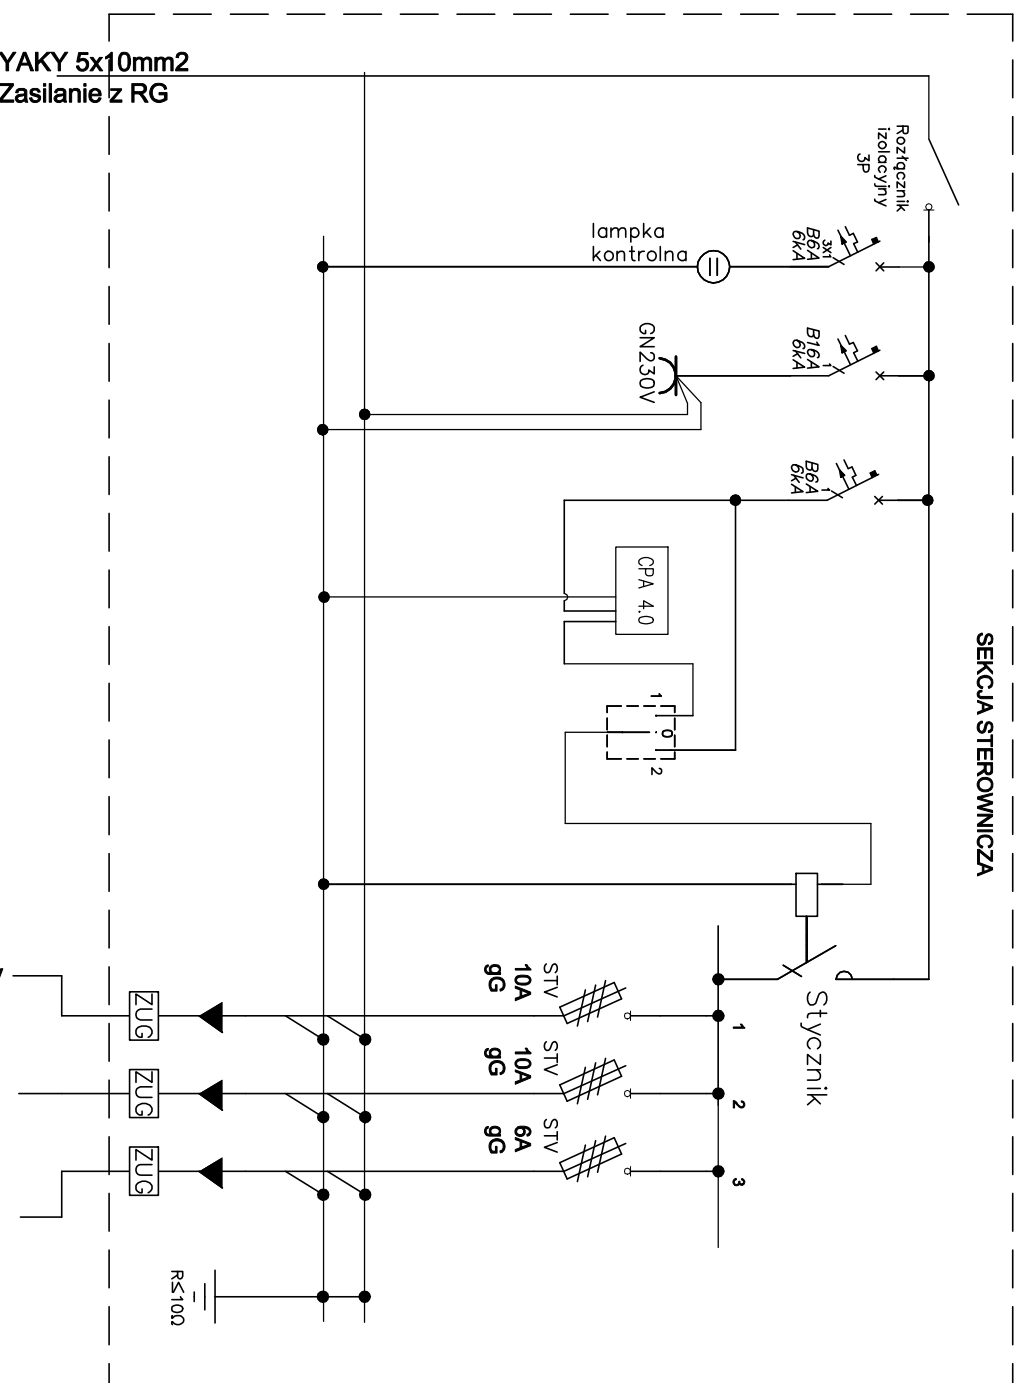 YAKY 5x10mm2
Zasilanie z RG
Rozłącznik
izolacyjny
3P
lampka
kontrolna
3x1
B6A
6kA
GN230V
1
B16A
6kA
1
B6A
6kA
CPA 4.0
1
0
2
SEKCJA STEROWNICZA
Stycznik
STV
10A
gG
1
ZUG
STV
10A
gG
2
ZUG
STV
6A
gG
3
ZUG
R≤10Ω